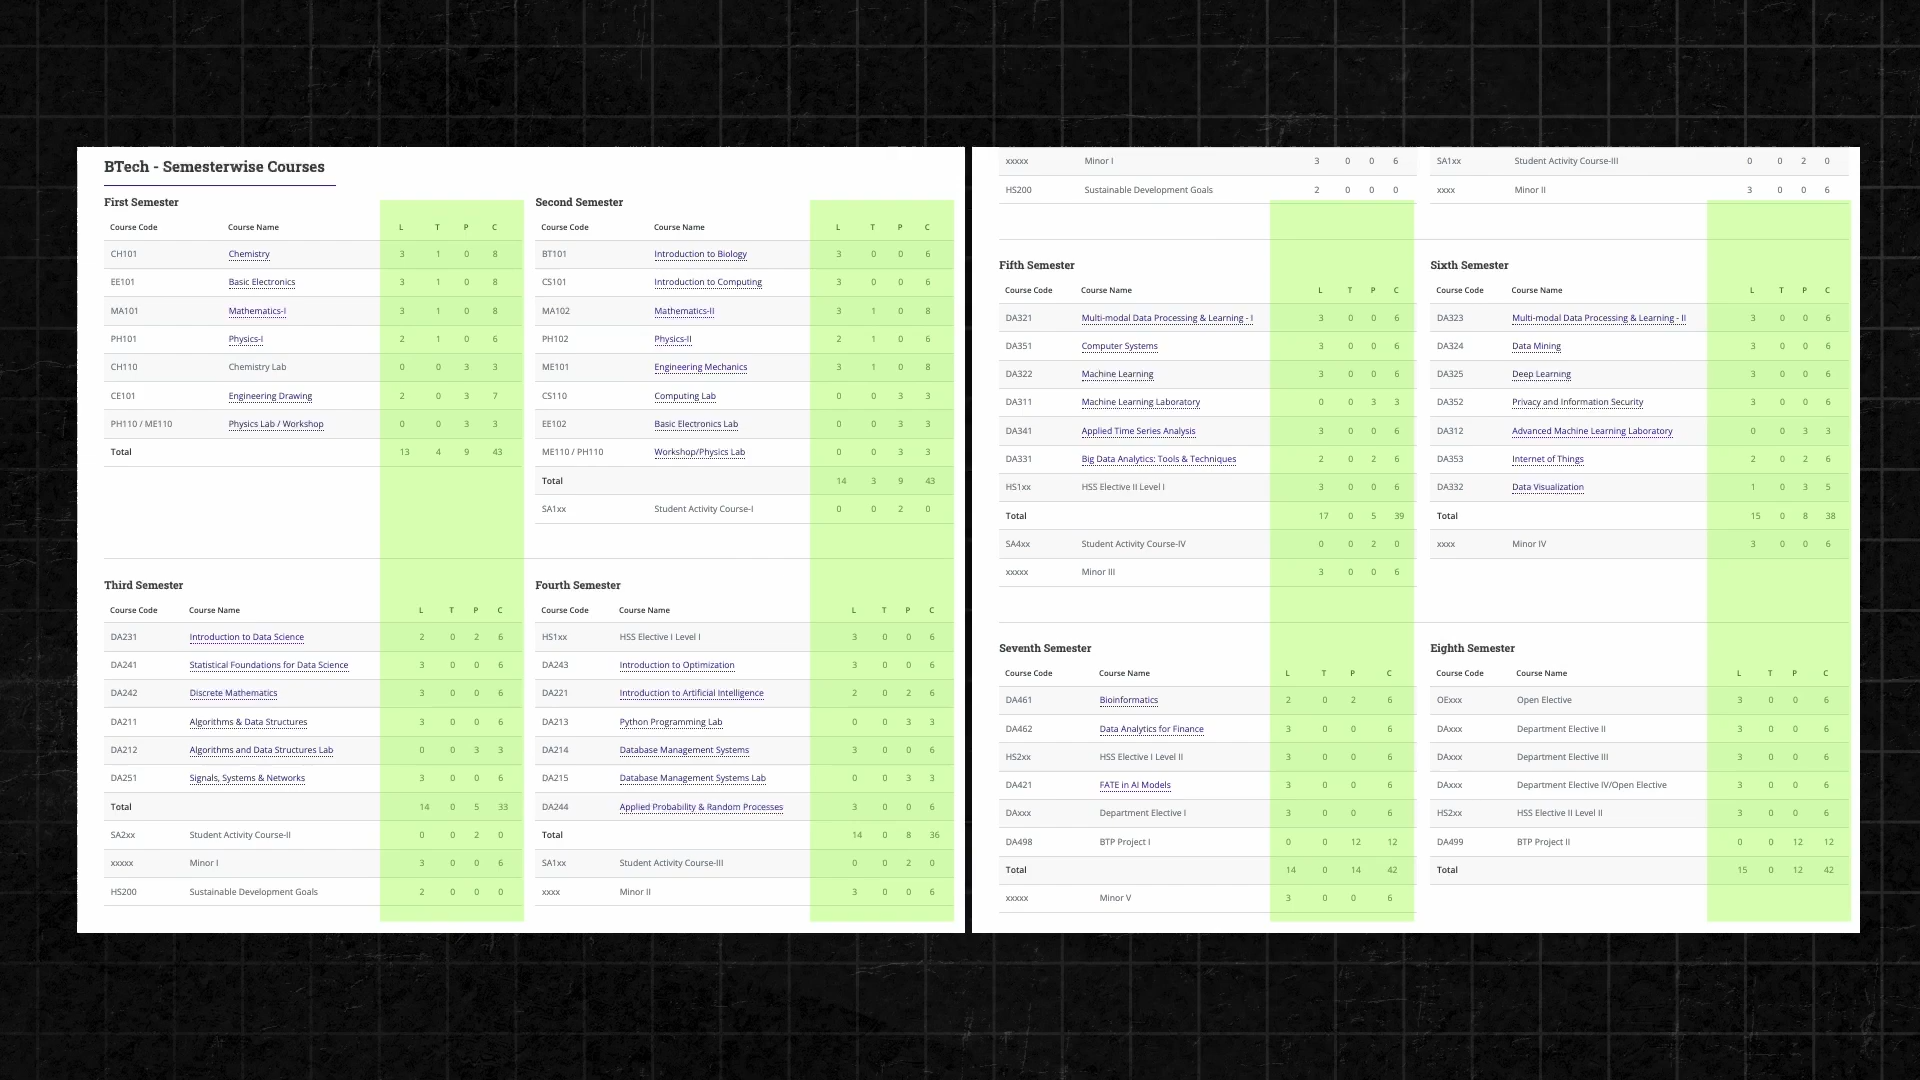 BTech - Semesterwise Courses
First Semester
Course Code Course Name L T P C
CH101 Chemistry 3 1 0 8
EE101 Basic Electronics 3 1 0 8
MA101 Mathematics-I 3 1 0 8
PH101 Physics-I 2 1 0 6
CH110 Chemistry Lab 0 0 3 3
CE101 Engineering Drawing 2 0 3 7
PH110 / ME110 Physics Lab / Workshop 0 0 3 3
Total 13 4 9 43
Second Semester
Course Code Course Name L T P C
BT101 Introduction to Biology 3 0 0 6
CS101 Introduction to Computing 3 0 0 6
MA102 Mathematics-II 3 1 0 8
PH102 Physics-II 2 1 0 6
ME101 Engineering Mechanics 3 1 0 8
CS110 Computing Lab 0 0 3 3
EE102 Basic Electronics Lab 0 0 3 3
ME110 / PH110 Workshop/Physics Lab 0 0 3 3
Total 14 3 9 43
SA1xx Student Activity Course-I 0 0 2 0
Third Semester
Course Code Course Name L T P C
DA231 Introduction to Data Science 2 0 2 6
DA241 Statistical Foundations for Data Science 3 0 0 6
DA242 Discrete Mathematics 3 0 0 6
DA211 Algorithms & Data Structures 3 0 0 6
DA212 Algorithms and Data Structures Lab 0 0 3 3
DA251 Signals, Systems & Networks 3 0 0 6
Total 14 0 5 33
SA2xx Student Activity Course-II 0 0 2 0
xxxxx Minor I 3 0 0 6
HS200 Sustainable Development Goals 2 0 0 0
Fourth Semester
Course Code Course Name L T P C
HS1xx HSS Elective I Level I 3 0 0 6
DA243 Introduction to Optimization 3 0 0 6
DA221 Introduction to Artificial Intelligence 2 0 2 6
DA213 Python Programming Lab 0 0 3 3
DA214 Database Management Systems 3 0 0 6
DA215 Database Management Systems Lab 0 0 3 3
DA244 Applied Probability & Random Processes 3 0 0 6
Total 14 0 8 36
SA1xx Student Activity Course-III 0 0 2 0
xxxx Minor II 3 0 0 6
xxxxx Minor I 3 0 0 6
HS200 Sustainable Development Goals 2 0 0 0
SA1xx Student Activity Course-III 0 0 2 0
xxxx Minor II 3 0 0 6
Fifth Semester
Course Code Course Name L T P C
DA321 Multi-modal Data Processing & Learning - I 3 0 0 6
DA351 Computer Systems 3 0 0 6
DA322 Machine Learning 3 0 0 6
DA311 Machine Learning Laboratory 0 0 3 3
DA341 Applied Time Series Analysis 3 0 0 6
DA331 Big Data Analytics: Tools & Techniques 2 0 2 6
HS1xx HSS Elective II Level I 3 0 0 6
Total 17 0 5 39
SA4xx Student Activity Course-IV 0 0 2 0
xxxxx Minor III 3 0 0 6
Sixth Semester
Course Code Course Name L T P C
DA323 Multi-modal Data Processing & Learning - II 3 0 0 6
DA324 Data Mining 3 0 0 6
DA325 Deep Learning 3 0 0 6
DA352 Privacy and Information Security 3 0 0 6
DA312 Advanced Machine Learning Laboratory 0 0 3 3
DA353 Internet of Things 2 0 2 6
DA332 Data Visualization 1 0 3 5
Total 15 0 8 38
xxxx Minor IV 3 0 0 6
Seventh Semester
Course Code Course Name L T P C
DA461 Bioinformatics 2 0 2 6
DA462 Data Analytics for Finance 3 0 0 6
HS2xx HSS Elective I Level II 3 0 0 6
DA421 FATE in AI Models 3 0 0 6
DAxxx Department Elective I 3 0 0 6
DA498 BTP Project I 0 0 12 12
Total 14 0 14 42
xxxxx Minor V 3 0 0 6
Eighth Semester
Course Code Course Name L T P C
OExxx Open Elective 3 0 0 6
DAxxx Department Elective II 3 0 0 6
DAxxx Department Elective III 3 0 0 6
DAxxx Department Elective IV/Open Elective 3 0 0 6
HS2xx HSS Elective II Level II 3 0 0 6
DA499 BTP Project II 0 0 12 12
Total 15 0 12 42